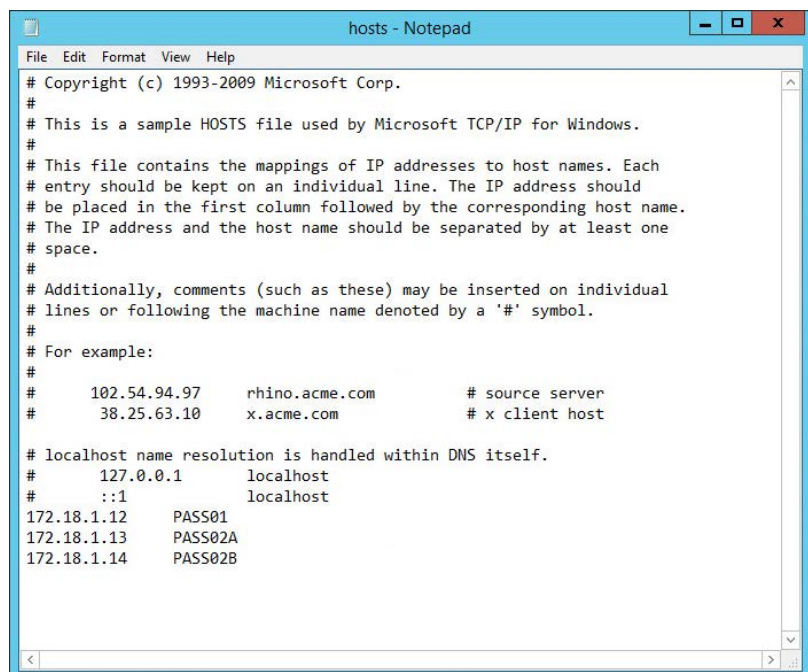 hosts - Notepad
File Edit Format View Help
# Copyright (c) 1993-2009 Microsoft Corp.
#
# This is a sample HOSTS file used by Microsoft TCP/IP for Windows.
#
# This file contains the mappings of IP addresses to host names. Each
# entry should be kept on an individual line. The IP address should
# be placed in the first column followed by the corresponding host name.
# The IP address and the host name should be separated by at least one
# space.
#
# Additionally, comments (such as these) may be inserted on individual
# lines or following the machine name denoted by a '#' symbol.
#
# For example:
#
#      102.54.94.97     rhino.acme.com          # source server
#       38.25.63.10     x.acme.com              # x client host

# localhost name resolution is handled within DNS itself.
#       127.0.0.1       localhost
#       ::1             localhost
172.18.1.12     PASS01
172.18.1.13     PASS02A
172.18.1.14     PASS02B